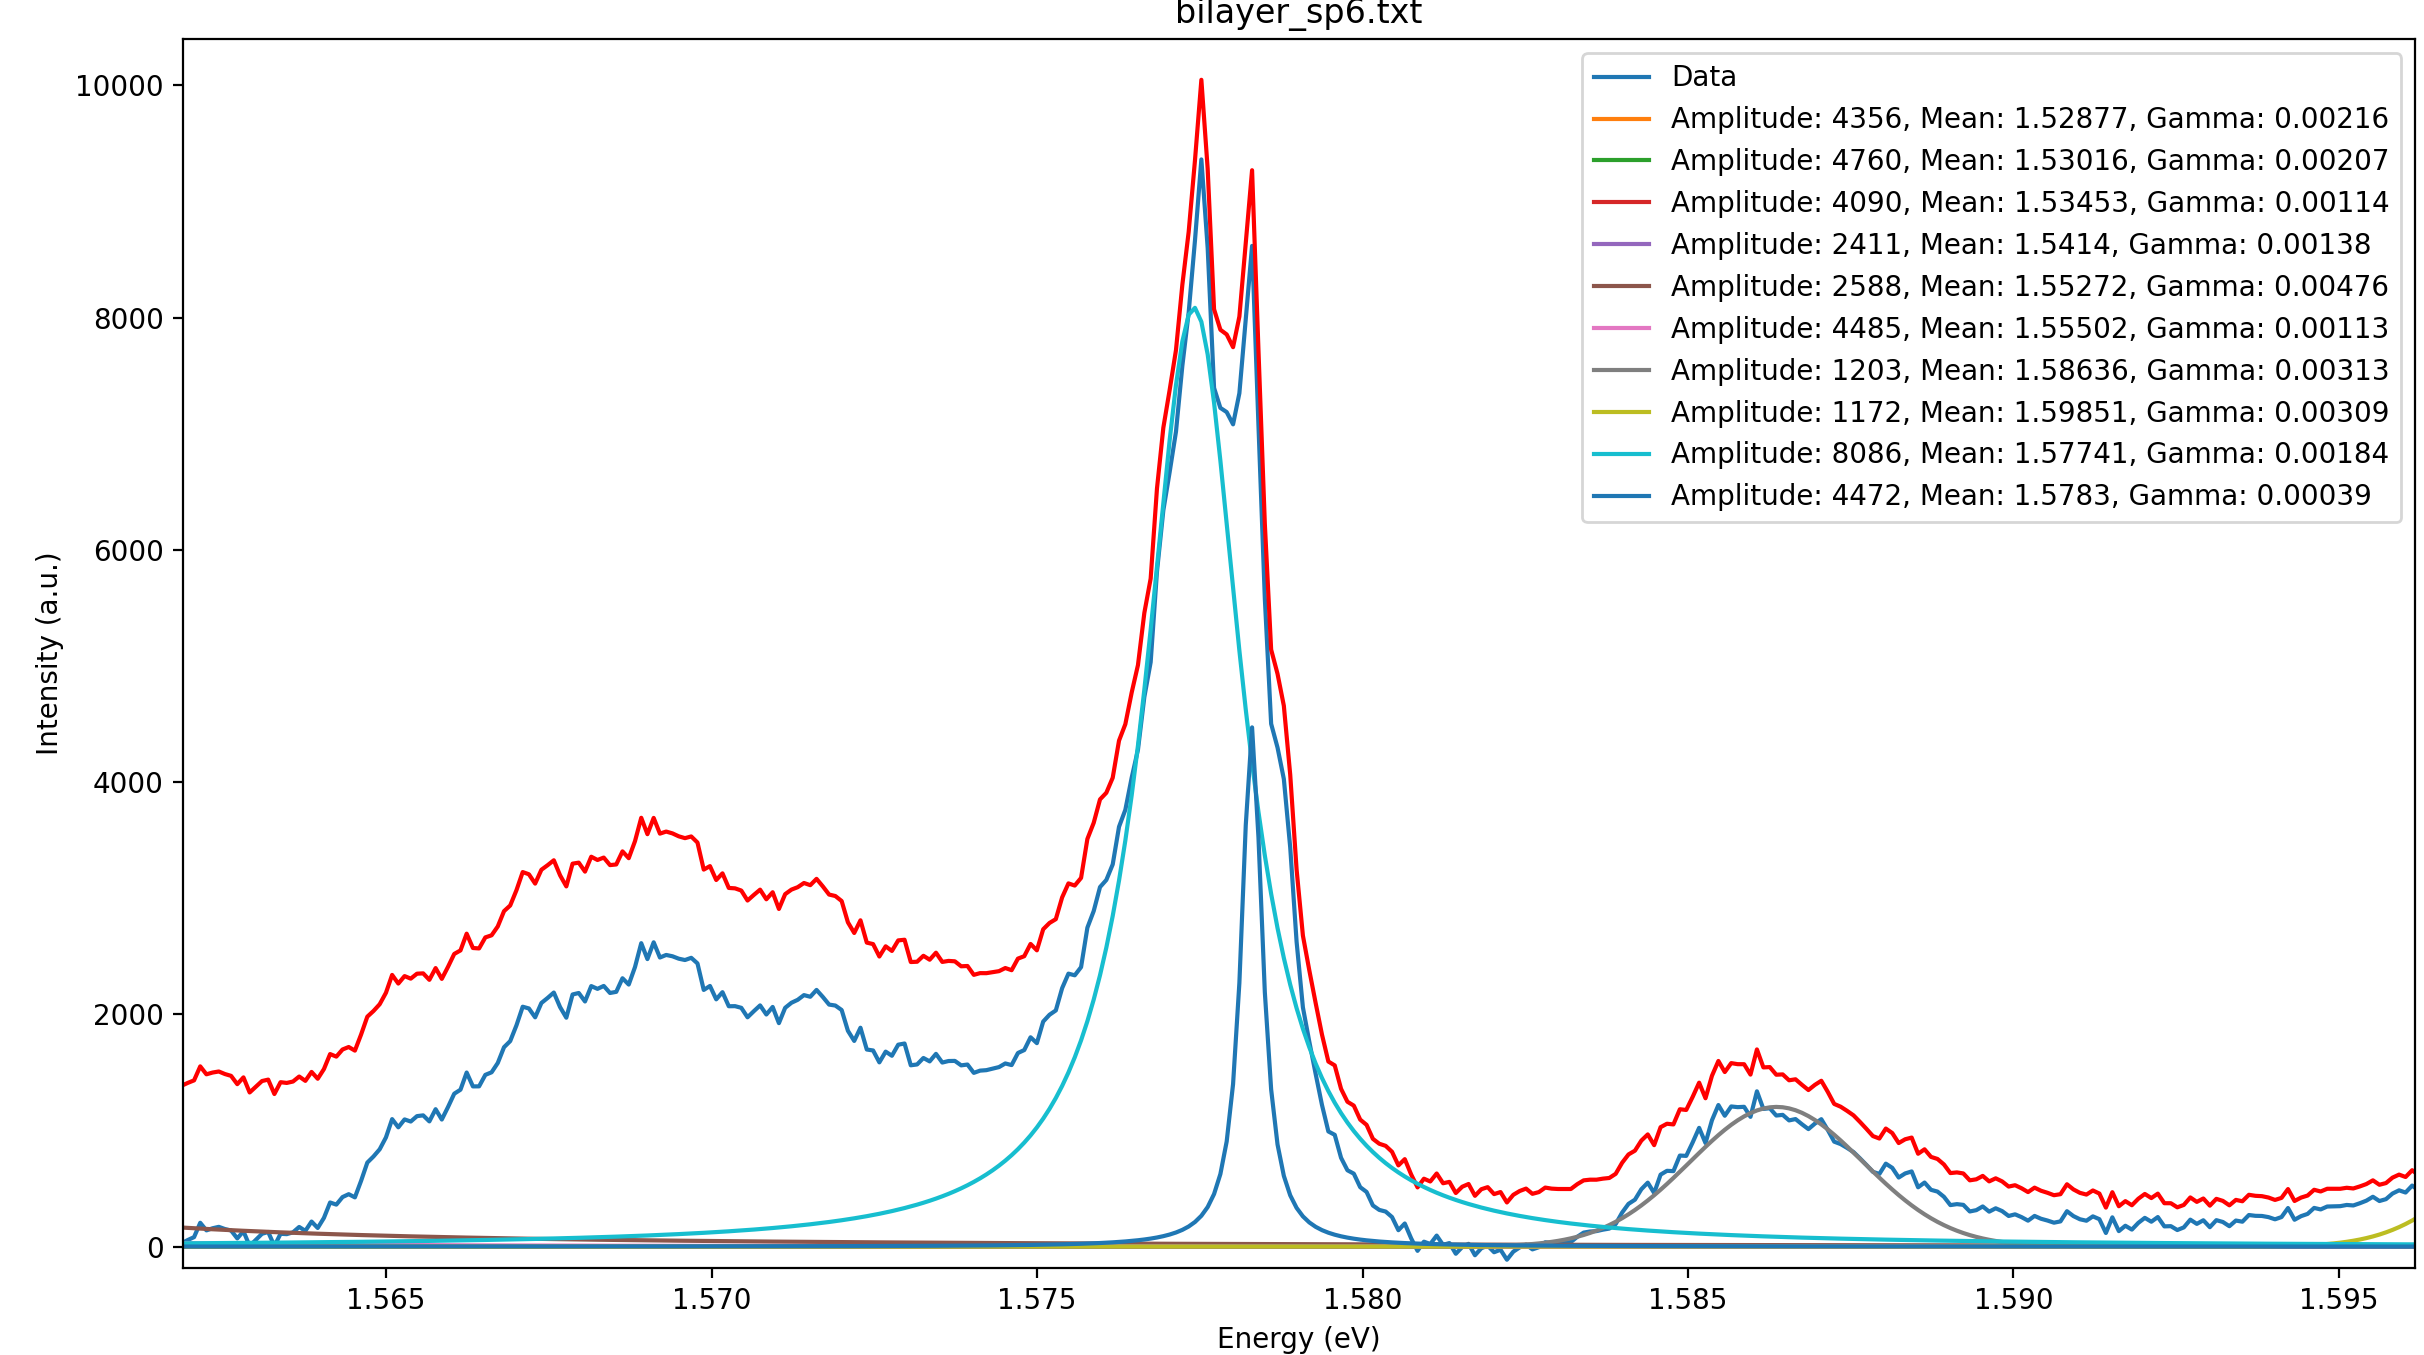 bilayer_sp6.txt
10000
8000
6000
4000
2000
0
Intensity (a.u.)
Data
Amplitude: 4356, Mean: 1.52877, Gamma: 0.00216
Amplitude: 4760, Mean: 1.53016, Gamma: 0.00207
Amplitude: 4090, Mean: 1.53453, Gamma: 0.00114
Amplitude: 2411, Mean: 1.5414, Gamma: 0.00138
Amplitude: 2588, Mean: 1.55272, Gamma: 0.00476
Amplitude: 4485, Mean: 1.55502, Gamma: 0.00113
Amplitude: 1203, Mean: 1.58636, Gamma: 0.00313
Amplitude: 1172, Mean: 1.59851, Gamma: 0.00309
Amplitude: 8086, Mean: 1.57741, Gamma: 0.00184
Amplitude: 4472, Mean: 1.5783, Gamma: 0.00039
1.565 1.570 1.575 1.580 1.585 1.590 1.595
Energy (eV)